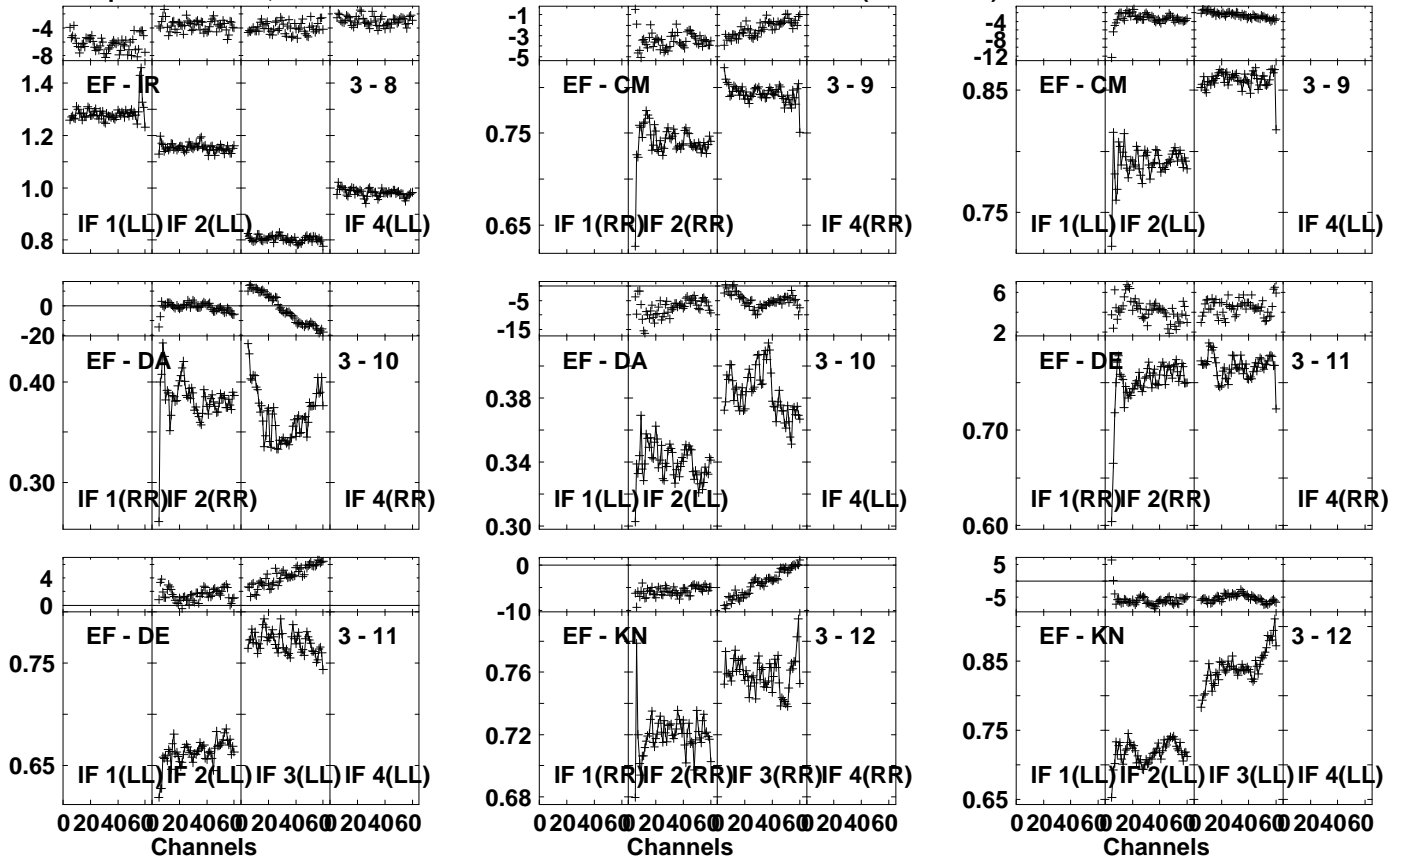 -4 -1 -4
-8 -3 -8
-5 -12
1.4 EF - IR 3 - 8 EF - CM 3 - 9 0.85 EF - CM 3 - 9
1.2 0.75
1.0
IF 1(LL) IF 2(LL) IF 4(LL) 0.65 IF 1(RR) IF 2(RR) IF 4(RR) 0.75 IF 1(LL) IF 2(LL) IF 4(LL)
0.8
0 -5 6
-20 -15 2
EF - DA 3 - 10 EF - DA 3 - 10 EF - DE 3 - 11
0.40 0.38
0.34 0.70
0.30 IF 1(RR) IF 2(RR) IF 4(RR) IF 1(LL) IF 2(LL) IF 4(LL) IF 1(RR) IF 2(RR) IF 4(RR)
0.30 0.60
4 0 5
0 -10 -5
EF - DE 3 - 11 EF - KN 3 - 12 EF - KN 3 - 12
0.75 0.76 0.85
0.72 0.75
0.65 IF 1(LL) IF 2(LL) IF 3(LL) IF 4(LL) IF 1(RR) IF 2(RR) IF 3(RR) IF 4(RR) IF 1(LL) IF 2(LL) IF 3(LL) IF 4(LL)
0.68 0.65
0 204060 0 204060 0 204060 0 204060 0 204060 0 204060 0 204060 0 204060 0 204060 0 204060 0 204060 0 204060
Channels Channels Channels